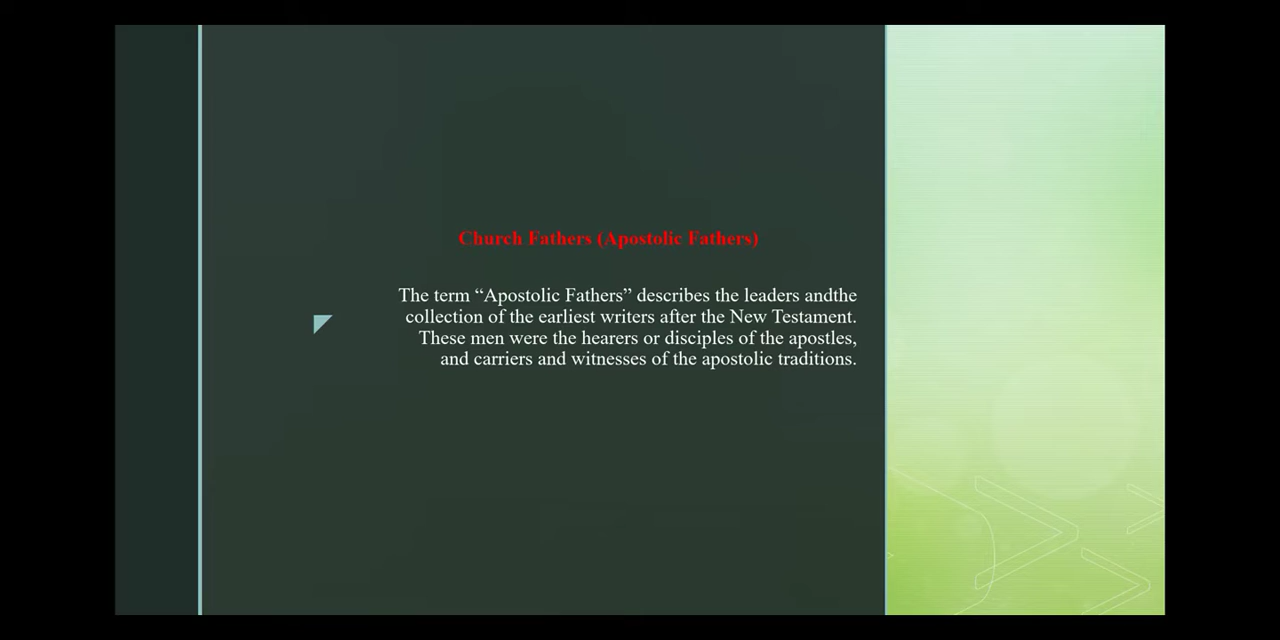 Church Fathers (Apostolic Fathers)
The term “Apostolic Fathers” describes the leaders andthe
collection of the earliest writers after the New Testament.
These men were the hearers or disciples of the apostles,
and carriers and witnesses of the apostolic traditions.